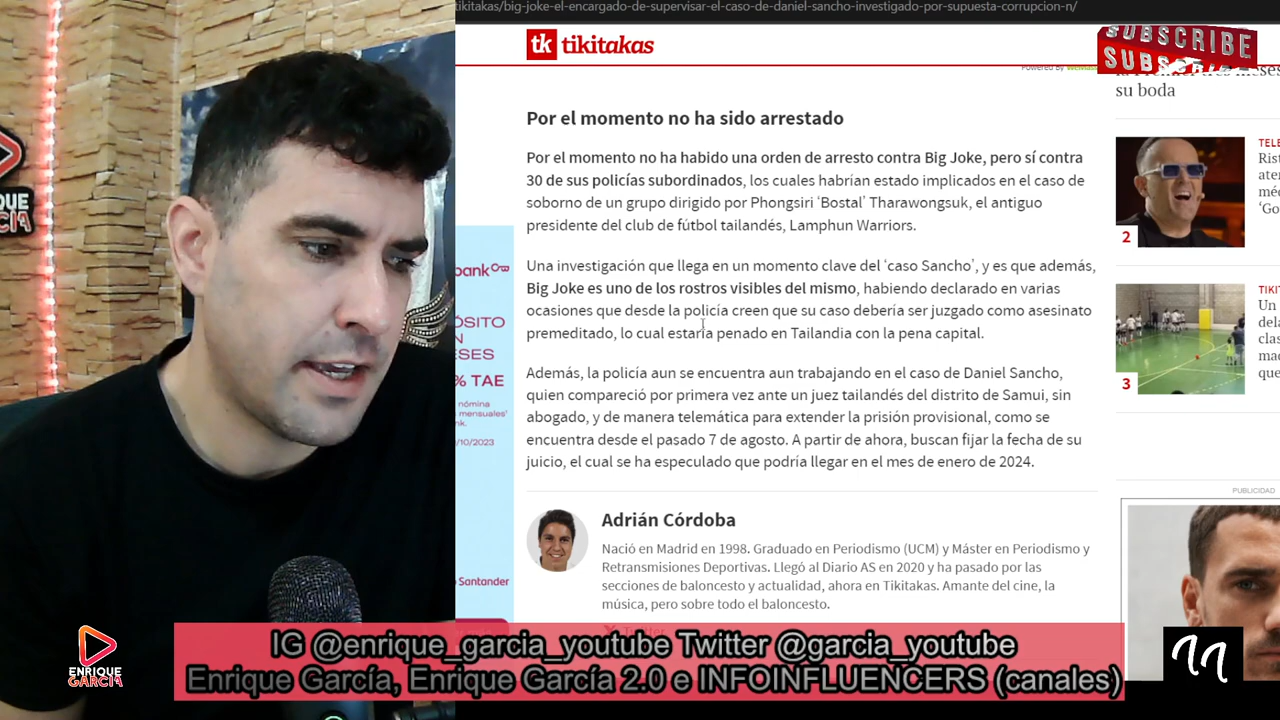 tikitakas/big-joke-el-encargado-de-supervisar-el-caso-de-daniel-sancho-investigado-por-supuesta-corrupcion-n/
tk tikitakas
SUBSCRIBE
Powered by
su boda
Por el momento no ha sido arrestado
Por el momento no ha habido una orden de arresto contra Big Joke, pero sí contra
30 de sus policías subordinados, los cuales habrían estado implicados en el caso de
soborno de un grupo dirigido por Phongsiri ‘Bostal’ Tharawongsuk, el antiguo
presidente del club de fútbol tailandés, Lamphun Warriors.
Una investigación que llega en un momento clave del ‘caso Sancho’, y es que además,
Big Joke es uno de los rostros visibles del mismo, habiendo declarado en varias
ocasiones que desde la policía creen que su caso debería ser juzgado como asesinato
premeditado, lo cual estaría penado en Tailandia con la pena capital.
Además, la policía aun se encuentra aun trabajando en el caso de Daniel Sancho,
quien compareció por primera vez ante un juez tailandés del distrito de Samui, sin
abogado, y de manera telemática para extender la prisión provisional, como se
encuentra desde el pasado 7 de agosto. A partir de ahora, buscan fijar la fecha de su
juicio, el cual se ha especulado que podría llegar en el mes de enero de 2024.
Adrián Córdoba
Nació en Madrid en 1998. Graduado en Periodismo (UCM) y Máster en Periodismo y
Retransmisiones Deportivas. Llegó al Diario AS en 2020 y ha pasado por las
secciones de baloncesto y actualidad, ahora en Tikitakas. Amante del cine, la
música, pero sobre todo el baloncesto.
2
3
PUBLICIDAD
bank
% TAE
nómina
mensuales'
/10/2023
Santander
IG @enrique_garcia_youtube Twitter @garcia_youtube
Enrique García, Enrique García 2.0 e INFOINFLUENCERS (canales)
ENRIQUE
GARCÍA